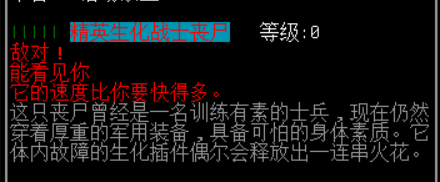 ||||| 精英生化战士丧尸 等级:0
敌对！
能看见你
它的速度比你要快得多。
这只丧尸曾经是一名训练有素的士兵，现在仍然
穿着厚重的军用装备，具备可怕的身体素质。它
体内故障的生化插件偶尔会释放出一连串火花。